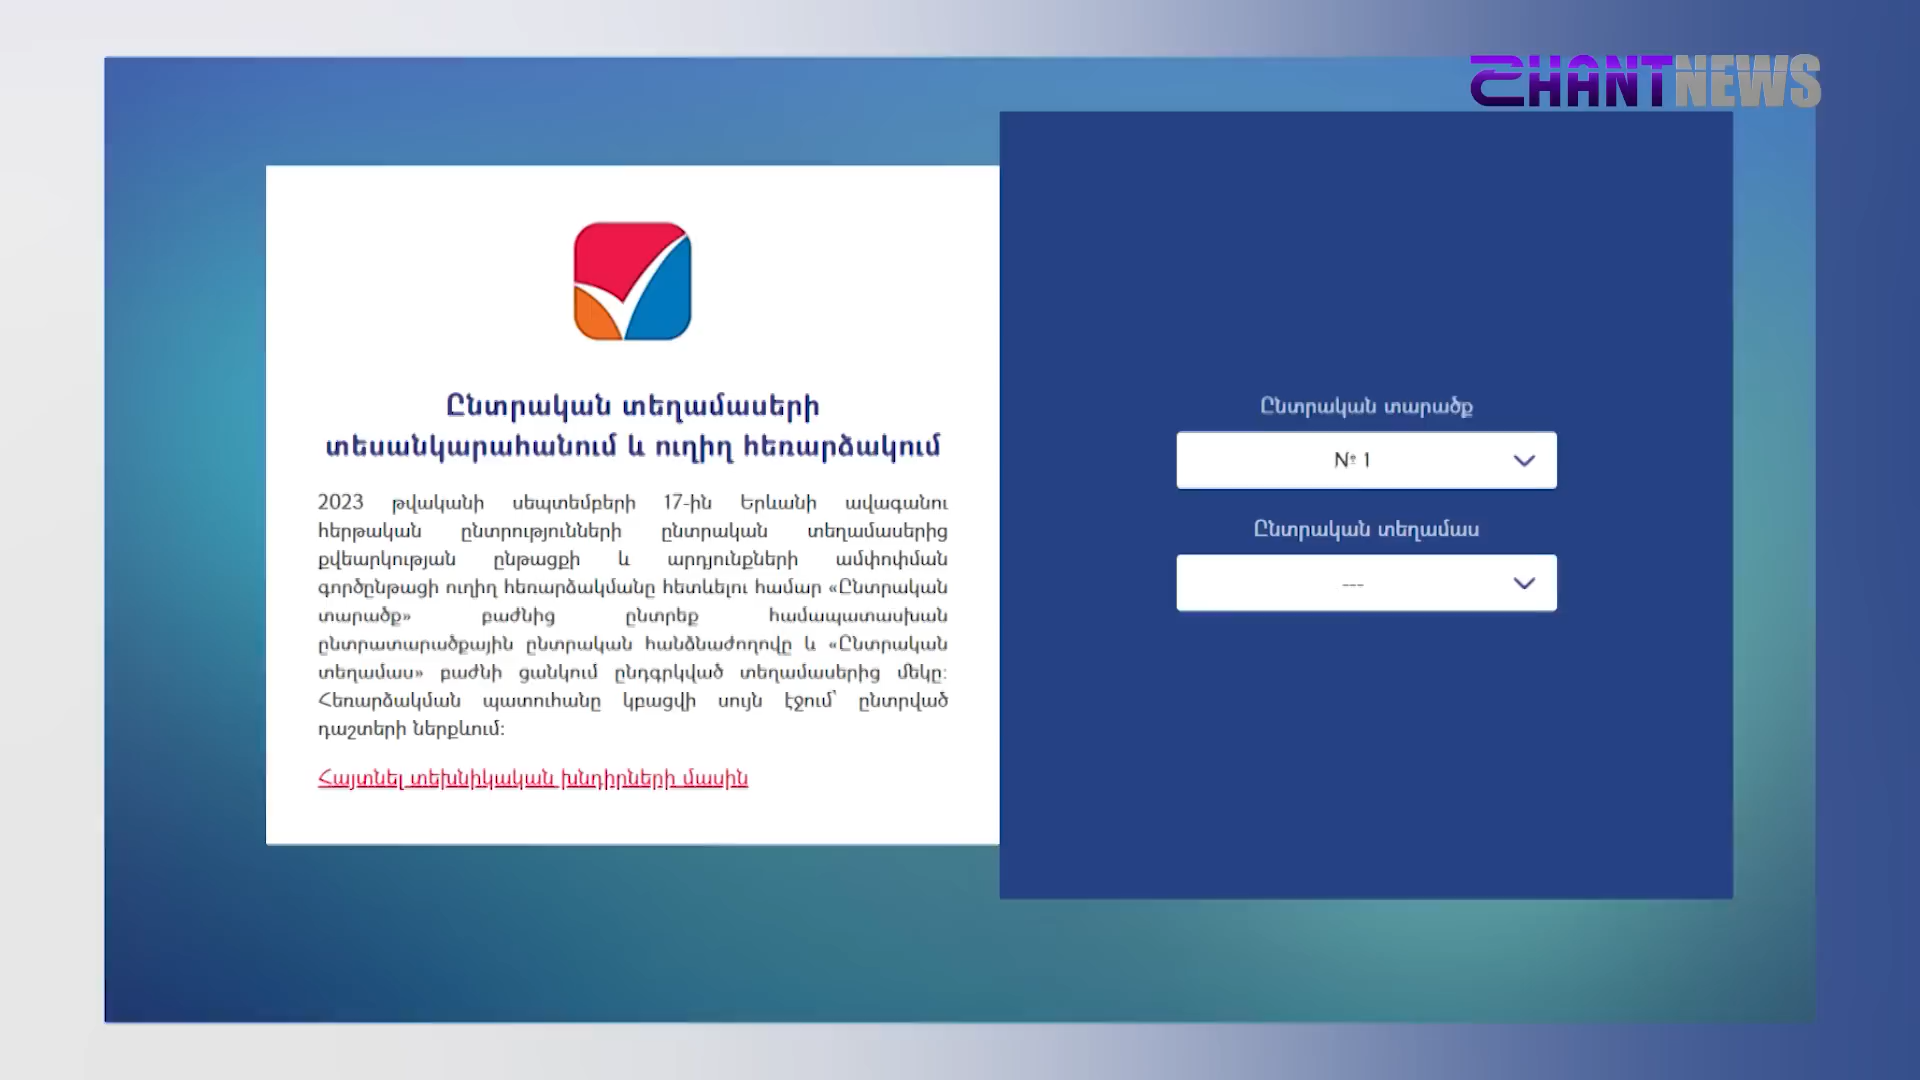 SHANTNEWS
Ընտրական տեղամասերի
տեսանկարահանում և ուղիղ հեռարձակում
2023 թվականի սեպտեմբերի 17-ին Երևանի ավագանու
հերթական ընտրությունների ընտրական տեղամասերից
քվեարկության ընթացքի և արդյունքների ամփոփման
գործընթացի ուղիղ հեռարձակմանը հետևելու համար «Ընտրական
տարածք» բաժնից ընտրեք համապատասխան
ընտրատարածքային ընտրական հանձնաժողովը և «Ընտրական
տեղամաս» բաժնի ցանկում ընդգրկված տեղամասերից մեկը:
Հեռարձակման պատուհանը կբացվի սույն էջում՝ ընտրված
դաշտերի ներքևում:
Հայտնել տեխնիկական խնդիրների մասին
Ընտրական տարածք
№ 1
Ընտրական տեղամաս
---